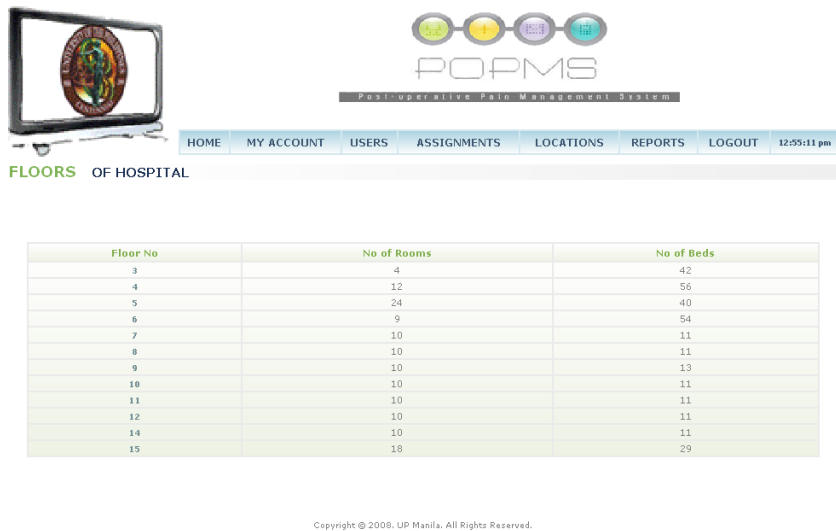 POPMS
Post-operative Pain Management System
HOME MY ACCOUNT USERS ASSIGNMENTS LOCATIONS REPORTS LOGOUT 12:55:11 pm
FLOORS OF HOSPITAL
Floor No No of Rooms No of Beds
3 4 42
4 12 56
5 24 40
6 9 54
7 10 11
8 10 11
9 10 13
10 10 11
11 10 11
12 10 11
14 10 11
15 18 29
Copyright @ 2008. UP Manila. All Rights Reserved.